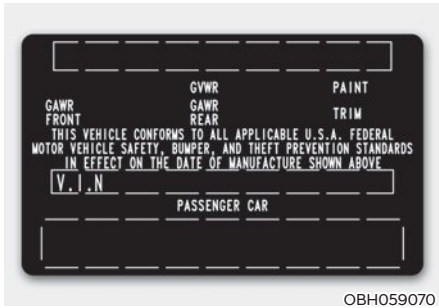 GVWR PAINT
GAWR GAWR TRIM
FRONT REAR
THIS VEHICLE CONFORMS TO ALL APPLICABLE U.S.A. FEDERAL
MOTOR VEHICLE SAFETY, BUMPER, AND THEFT PREVENTION STANDARDS
IN EFFECT ON THE DATE OF MANUFACTURE SHOWN ABOVE
V.I.N
PASSENGER CAR
OBH059070